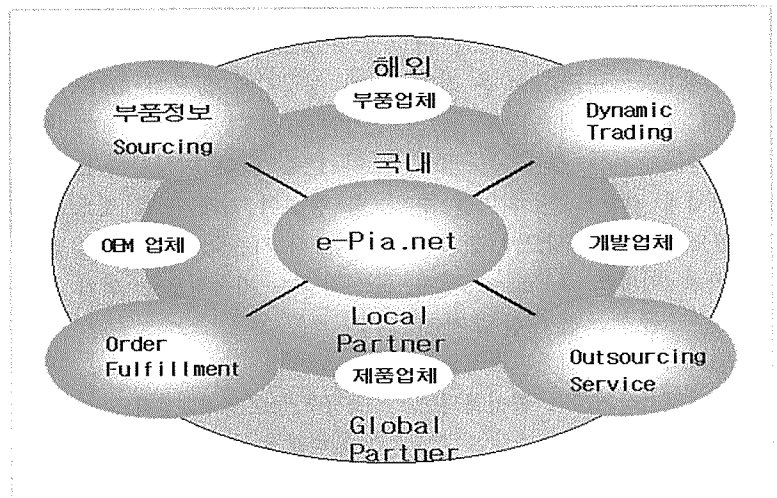 해외
부품업체
부품정보
Sourcing
Dynamic
Trading
국내
OEM 업체
e-Pia.net
개발업체
Local
Partner
Order
Fulfillment
제품업체
Outsourcing
Service
Global
Partner